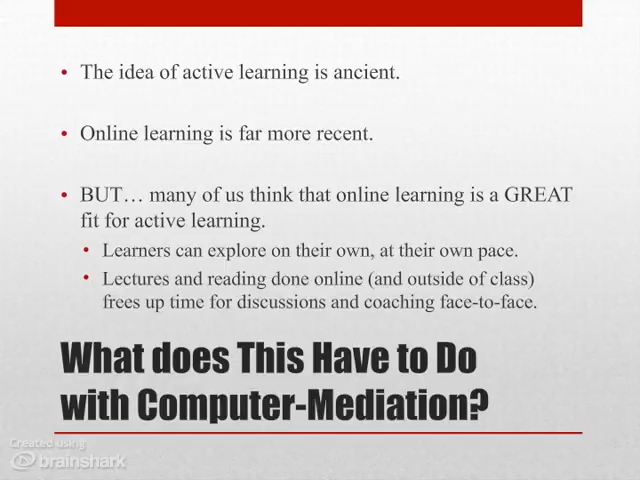 • The idea of active learning is ancient.
• Online learning is far more recent.
• BUT… many of us think that online learning is a GREAT
fit for active learning.
• Learners can explore on their own, at their own pace.
• Lectures and reading done online (and outside of class)
frees up time for discussions and coaching face-to-face.
What does This Have to Do
with Computer-Mediation?
Created using
brainshark